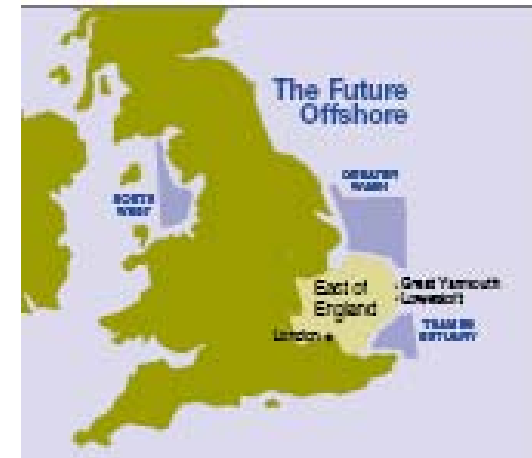 The Future
Offshore
GREATER
WASH
NORTH
WEST
East of
England
Great Yarmouth
Lowestoft
London
THAMES
ESTUARY